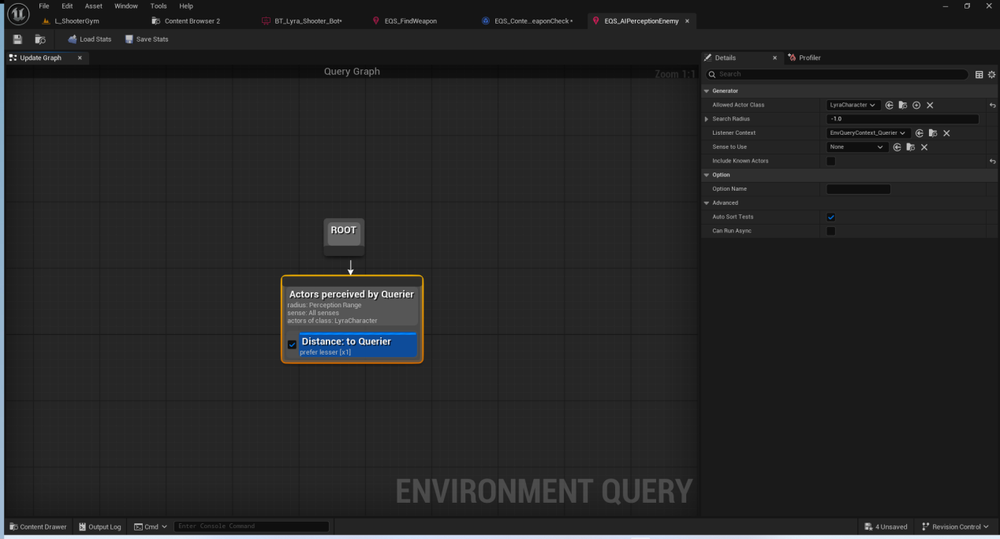 File Edit Asset Window Tools Help
L_ShooterGym Content Browser 2 BT_Lyra_Shooter_Bot• EQS_FindWeapon EQS_Conte...eaponCheck• EQS_AIPerceptionEnemy
Load Stats Save Stats
Update Graph
Details Profiler
Query Graph
Zoom 1:1
Search
Generator
Allowed Actor Class LyraCharacter
Search Radius -1.0
Listener Context EnvQueryContext_Querier
Sense to Use None
Include Known Actors
Option
Option Name
Advanced
Auto Sort Tests
Can Run Async
ROOT
Actors perceived by Querier
radius: Perception Range
sense: All senses
actors of class: LyraCharacter
Distance: to Querier
prefer lesser [x1]
ENVIRONMENT QUERY
Content Drawer Output Log Cmd Enter Console Command 4 Unsaved Revision Control